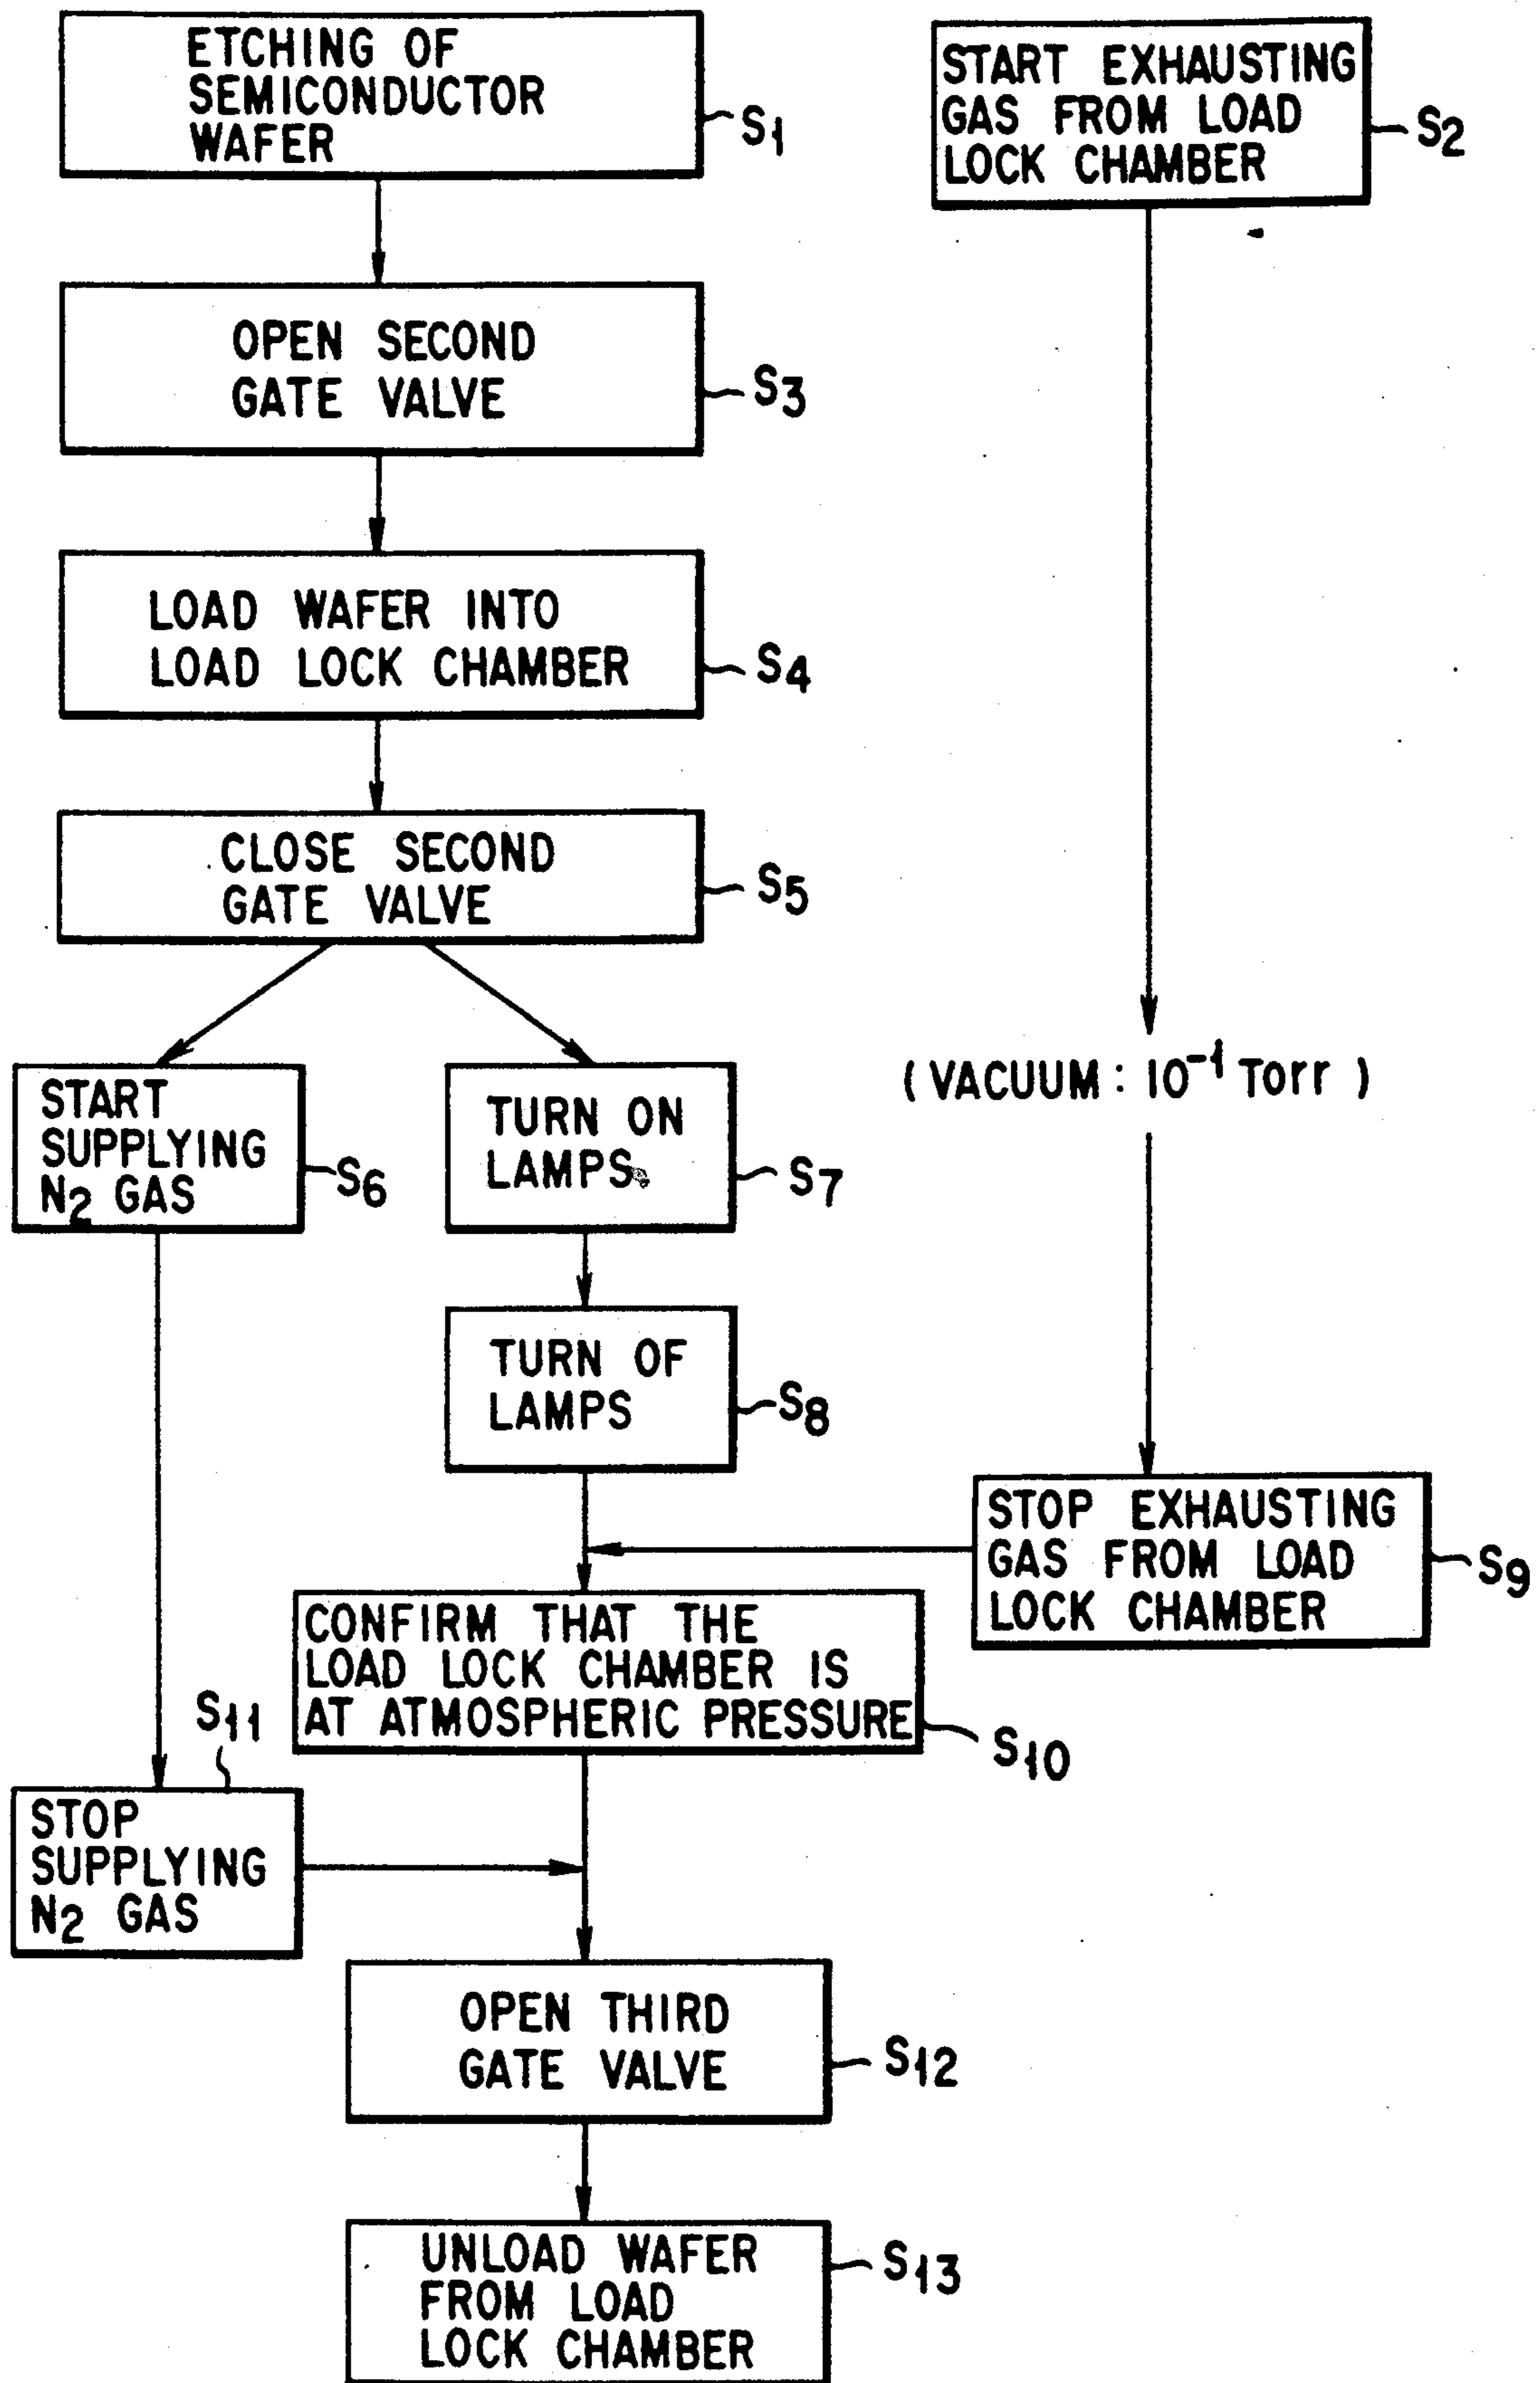 ETCHING OF
SEMICONDUCTOR
WAFER
S1
START EXHAUSTING
GAS FROM LOAD
LOCK CHAMBER
S2
OPEN SECOND
GATE VALVE
S3
LOAD WAFER INTO
LOAD LOCK CHAMBER
S4
CLOSE SECOND
GATE VALVE
S5
START
SUPPLYING
N2 GAS
S6
TURN ON
LAMPS
S7
(VACUUM : 10⁻¹ Torr )
TURN OF
LAMPS
S8
STOP EXHAUSTING
GAS FROM LOAD
LOCK CHAMBER
S9
CONFIRM THAT THE
LOAD LOCK CHAMBER IS
AT ATMOSPHERIC PRESSURE
S10
S11
STOP
SUPPLYING
N2 GAS
OPEN THIRD
GATE VALVE
S12
UNLOAD WAFER
FROM LOAD
LOCK CHAMBER
S13